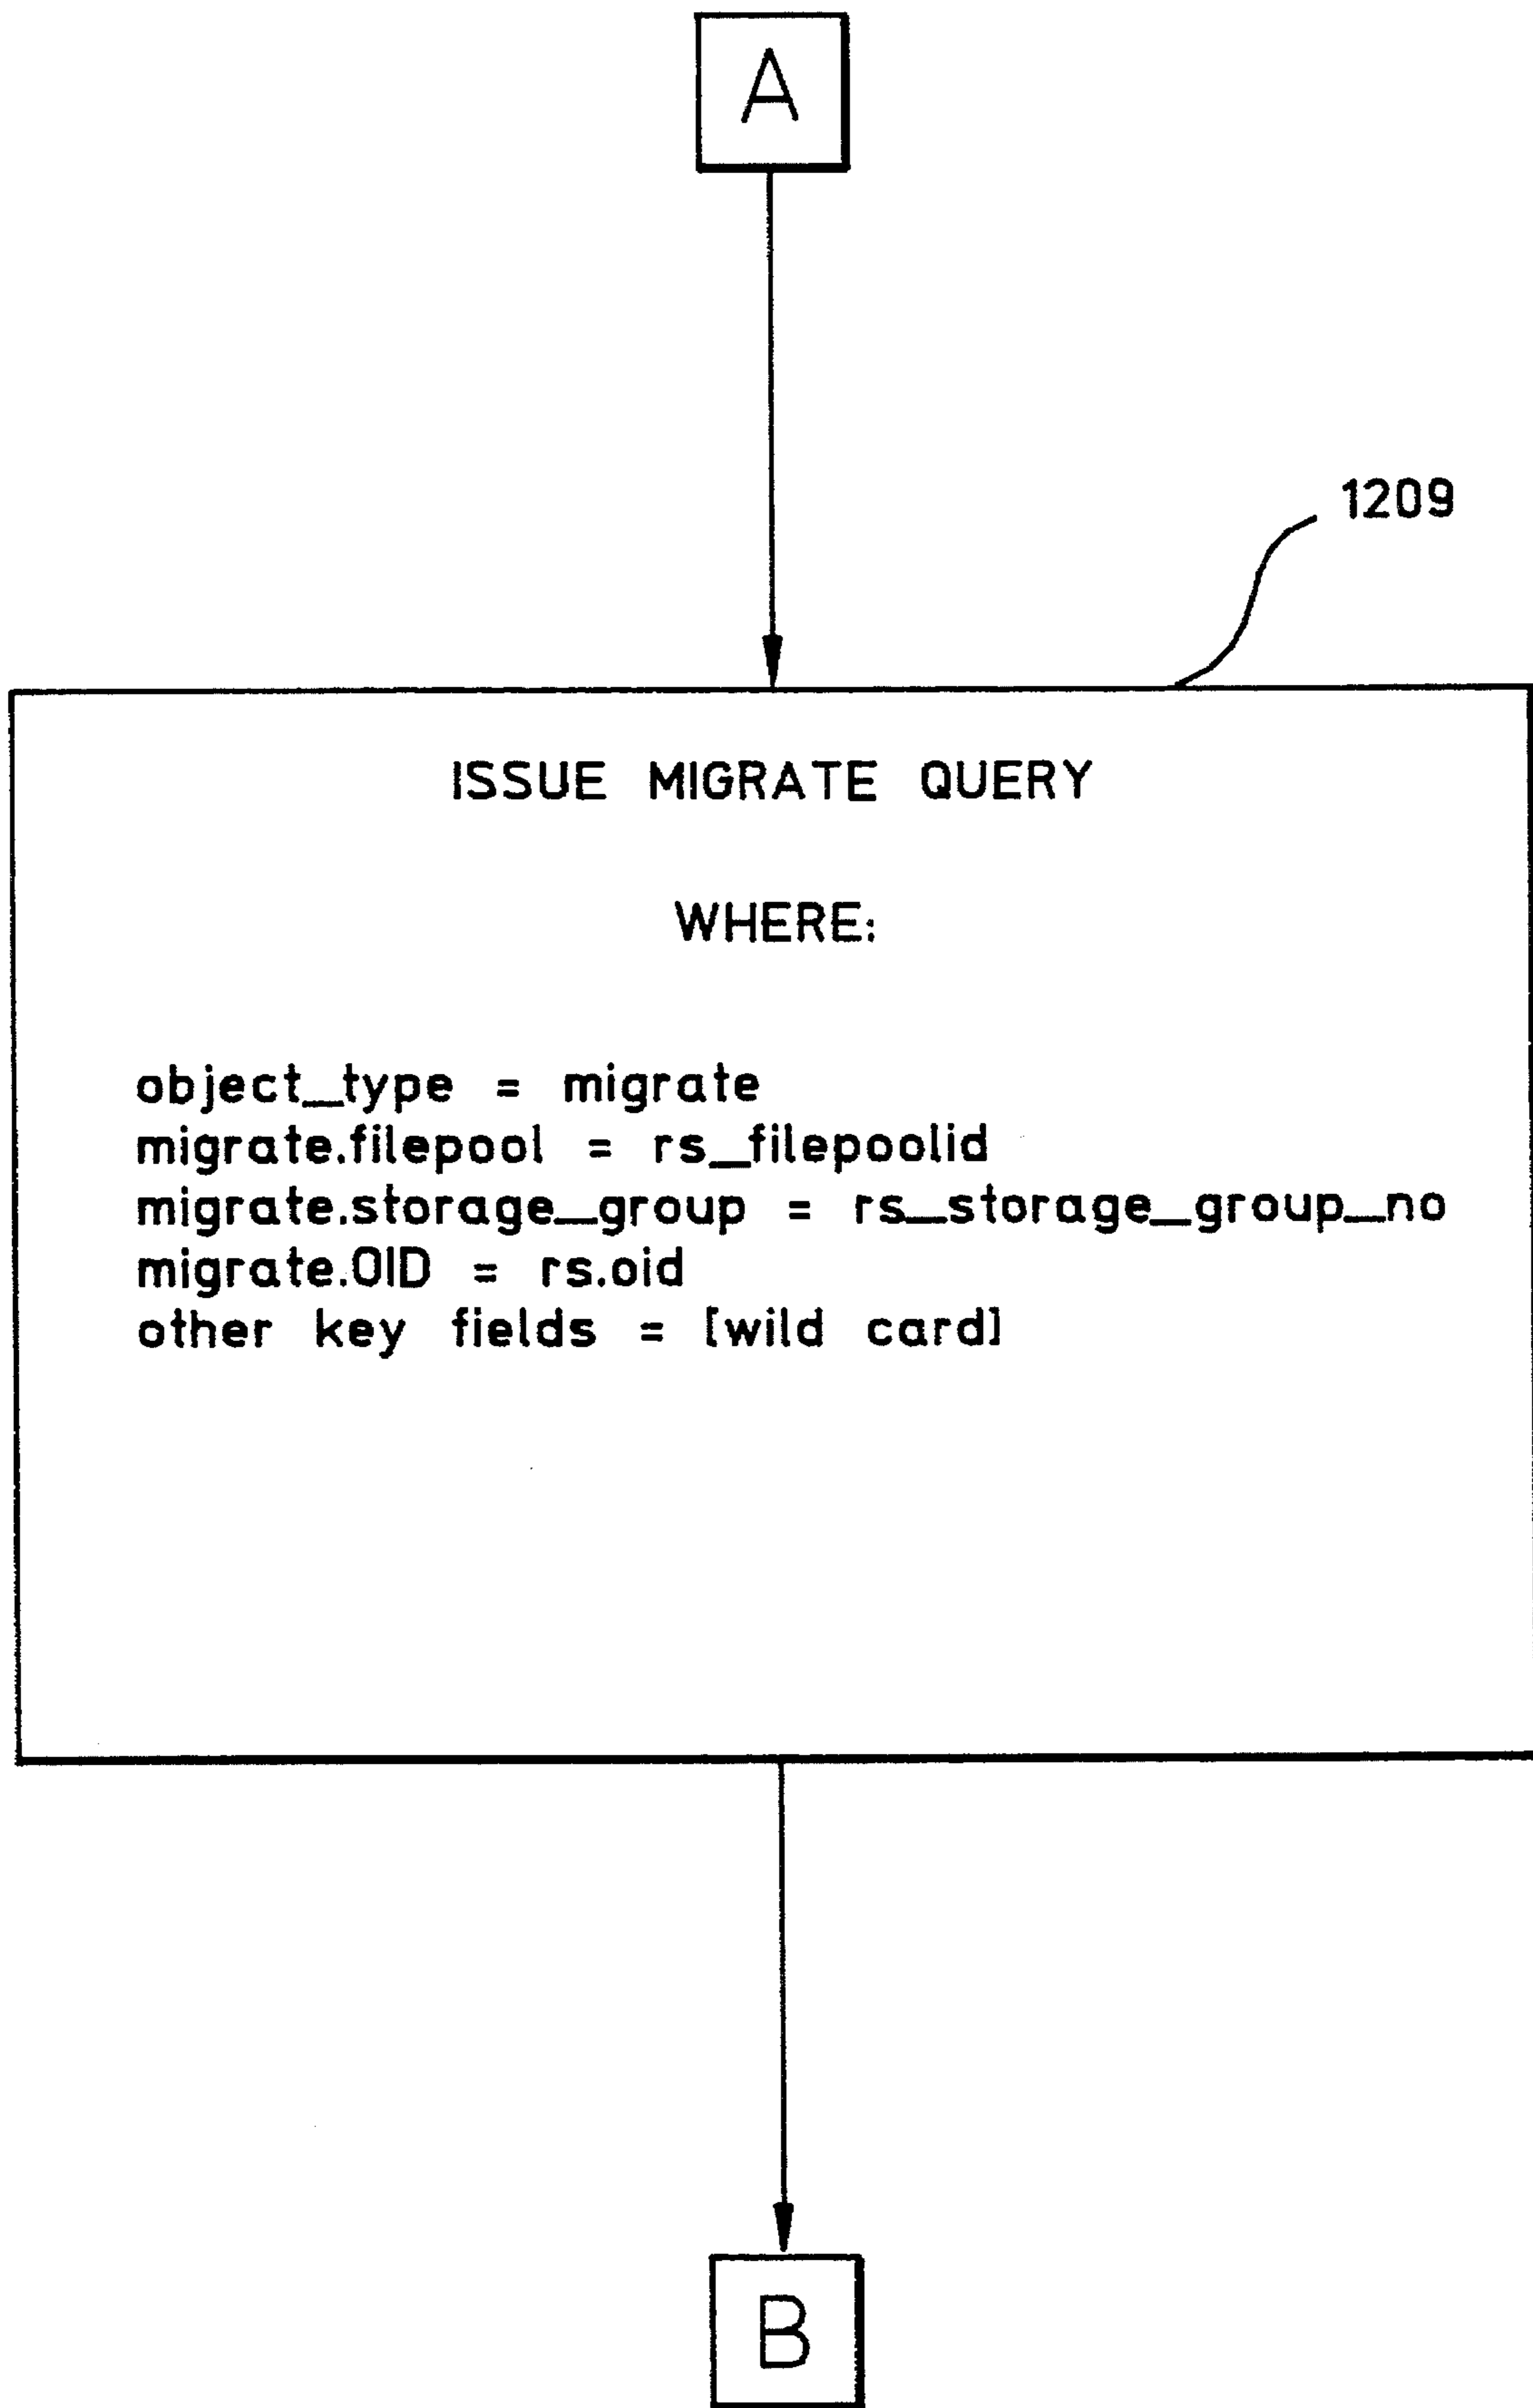 A
1209
ISSUE MIGRATE QUERY
WHERE:
object_type = migrate
migrate.filepool = rs_filepoolid
migrate.storage_group = rs_storage_group_no
migrate.OID = rs.oid
other key fields = [wild card]
B